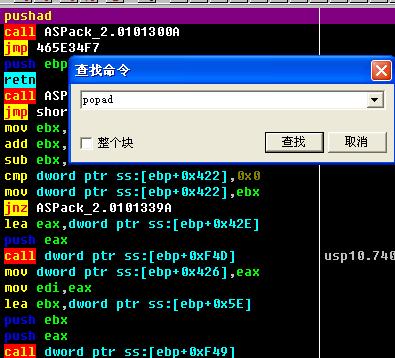 pushad
call ASPack_2.0101300A
jmp 465E34F7
push ebp
retn
call ASP
jmp shor
mov ebx,
add ebx,
sub ebx,
cmp dword ptr ss:[ebp+0x422],0x0
mov dword ptr ss:[ebp+0x422],ebx
jnz ASPack_2.0101339A
lea eax,dword ptr ss:[ebp+0x42E]
push eax
call dword ptr ss:[ebp+0xF4D] usp10.740
mov dword ptr ss:[ebp+0x426],eax
mov edi,eax
lea ebx,dword ptr ss:[ebp+0x5E]
push ebx
push eax
call dword ptr ss:[ebp+0xF49]
查找命令
popad
整个块
查找
取消